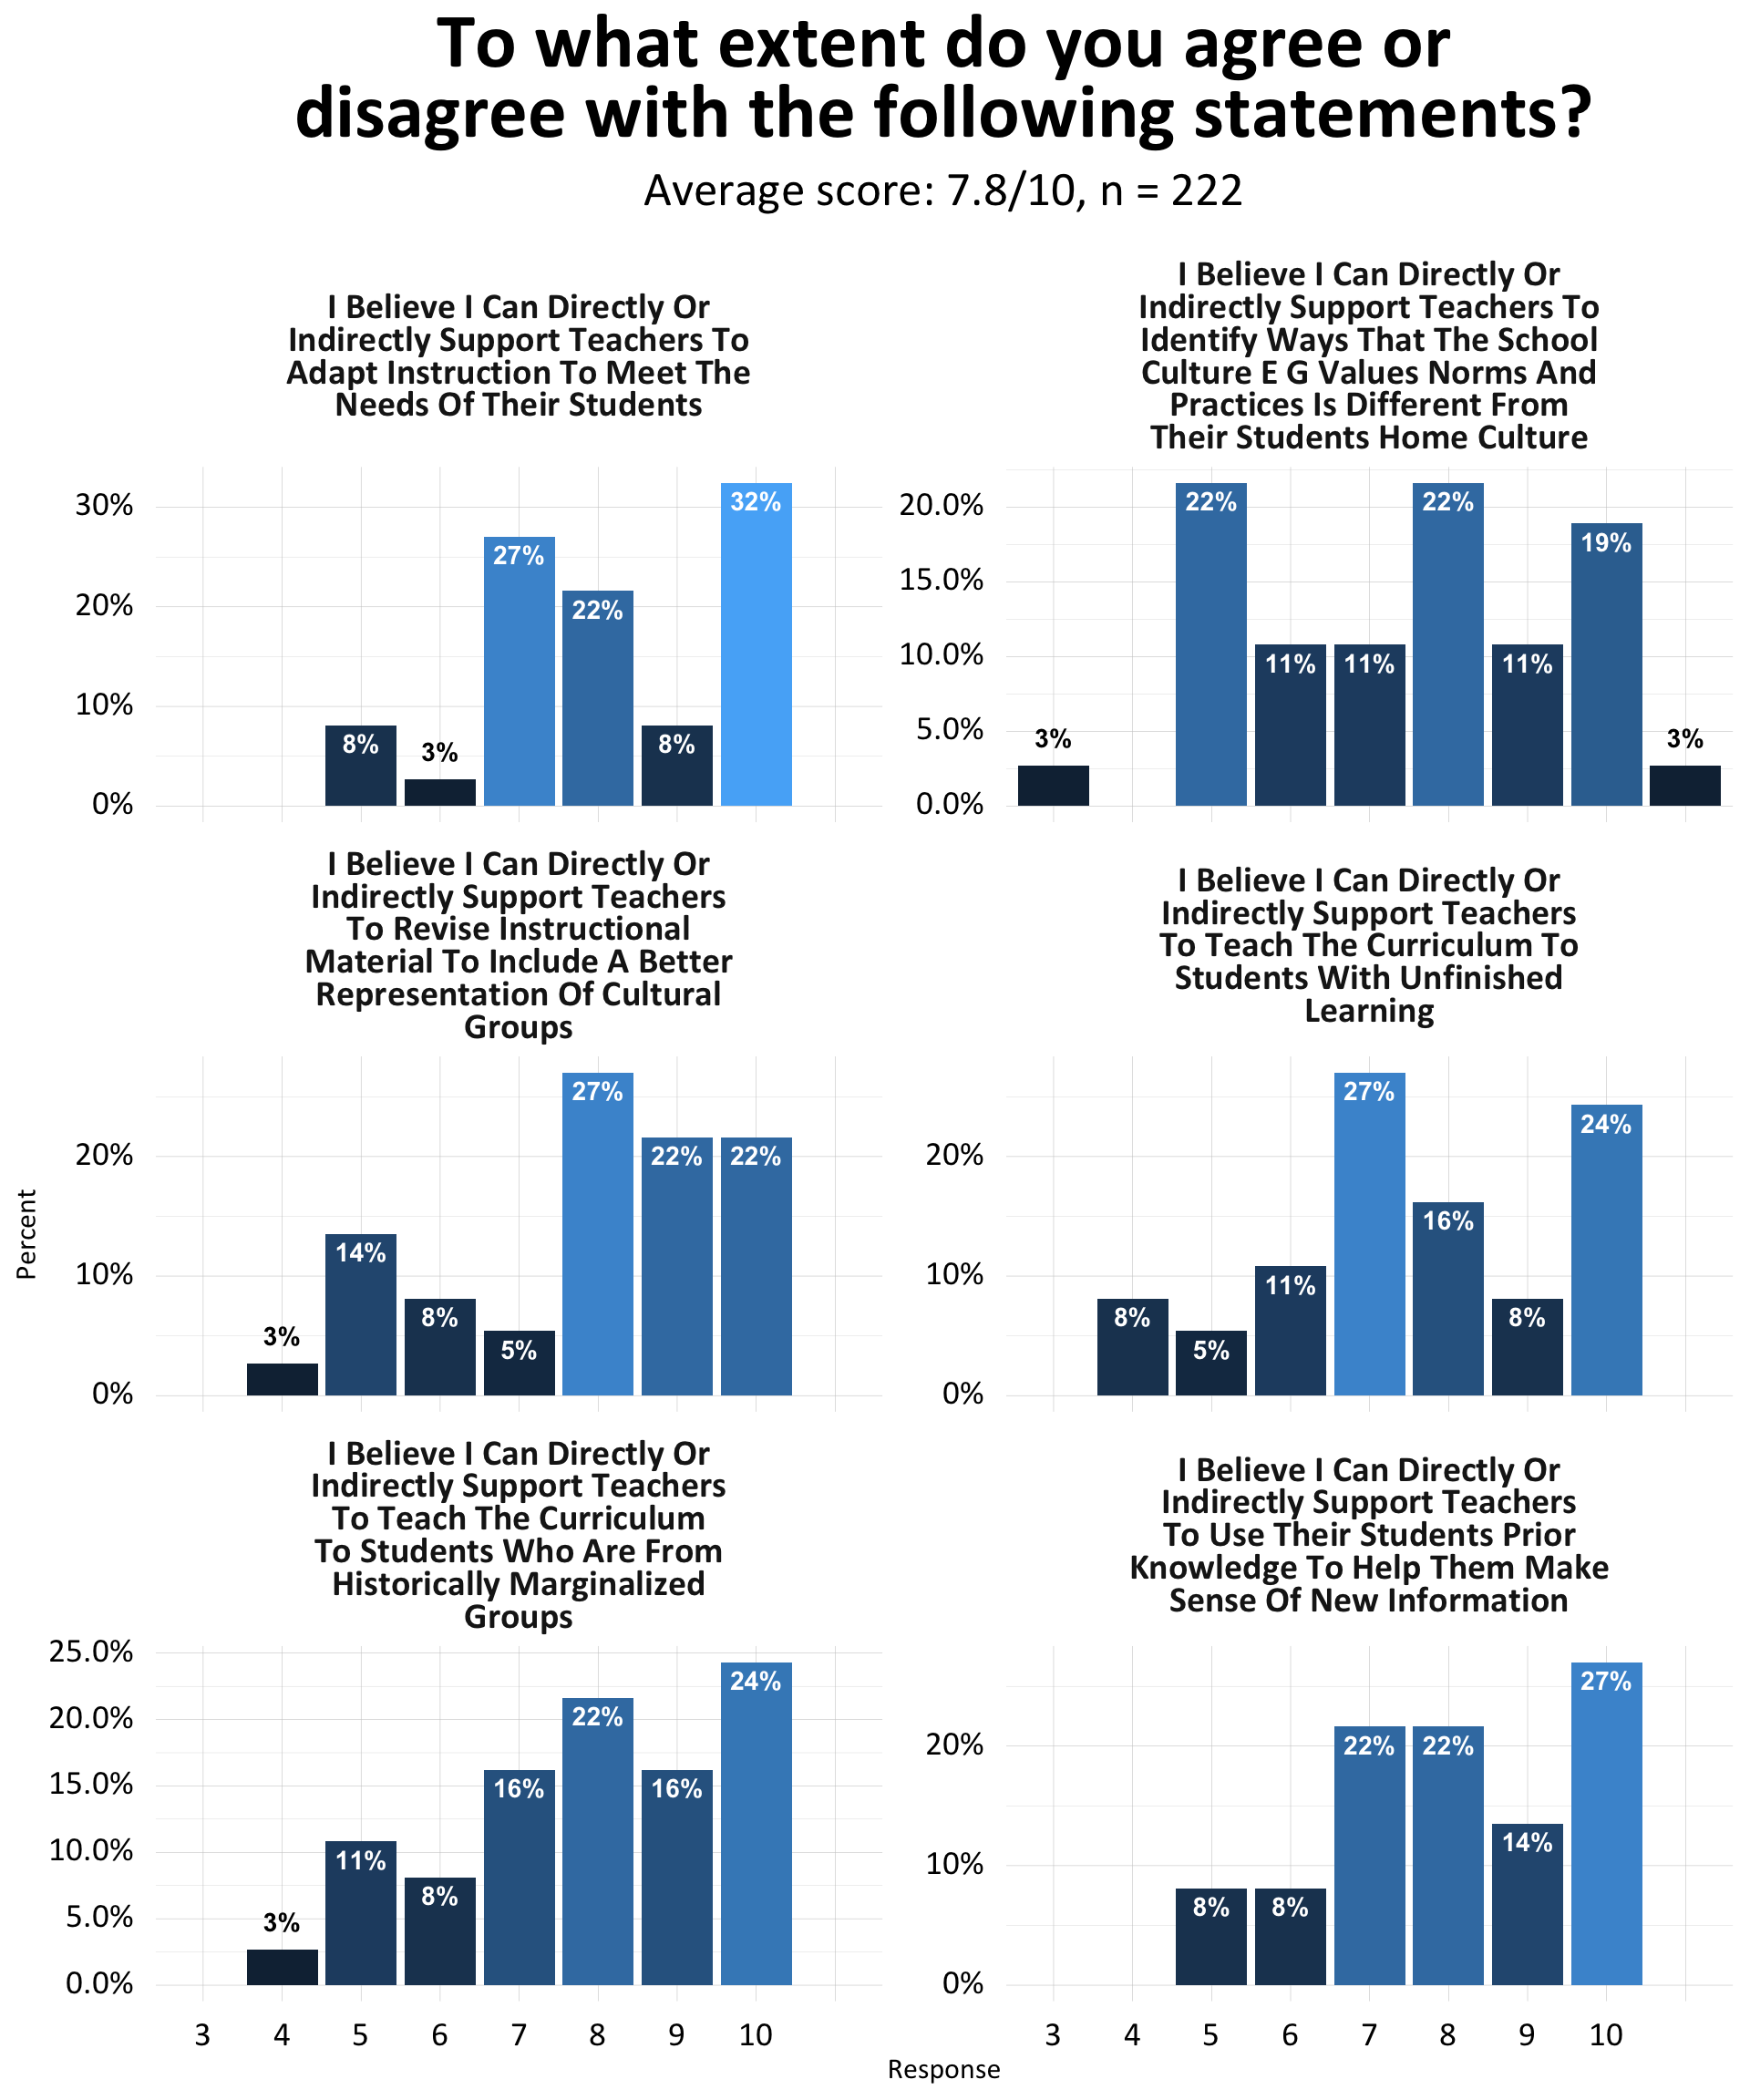 To what extent do you agree or
disagree with the following statements?
Average score: 7.8/10, n = 222
I Believe I Can Directly Or
Indirectly Support Teachers To
Adapt Instruction To Meet The
Needs Of Their Students
30%
20%
10%
0%
8%
3%
27%
22%
8%
32%
I Believe I Can Directly Or
Indirectly Support Teachers To
Identify Ways That The School
Culture E G Values Norms And
Practices Is Different From
Their Students Home Culture
20.0%
15.0%
10.0%
5.0%
0.0%
3%
22%
11%
11%
22%
11%
19%
3%
Percent
I Believe I Can Directly Or
Indirectly Support Teachers
To Revise Instructional
Material To Include A Better
Representation Of Cultural
Groups
20%
10%
0%
3%
14%
8%
5%
27%
22%
22%
I Believe I Can Directly Or
Indirectly Support Teachers
To Teach The Curriculum To
Students With Unfinished
Learning
20%
10%
0%
8%
5%
11%
27%
16%
8%
24%
I Believe I Can Directly Or
Indirectly Support Teachers
To Teach The Curriculum
To Students Who Are From
Historically Marginalized
Groups
25.0%
20.0%
15.0%
10.0%
5.0%
0.0%
3%
11%
8%
16%
22%
16%
24%
3 4 5 6 7 8 9 10
I Believe I Can Directly Or
Indirectly Support Teachers
To Use Their Students Prior
Knowledge To Help Them Make
Sense Of New Information
20%
10%
0%
8%
8%
22%
22%
14%
27%
3 4 5 6 7 8 9 10
Response